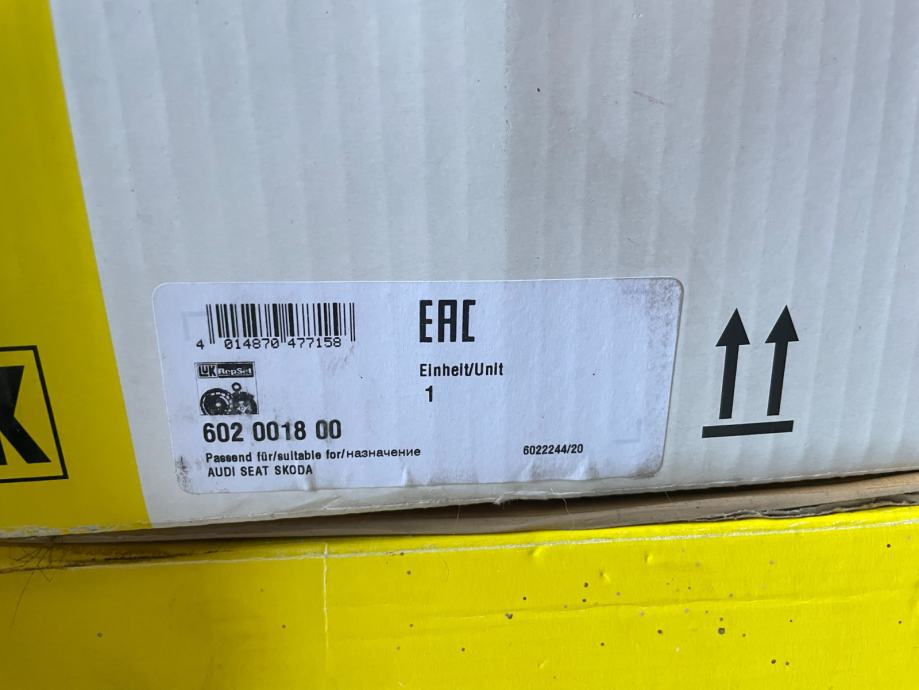 EAC
4 014870 477158
Einheit/Unit
LuK RepSet
1
602 0018 00
Passend für/suitable for/назначение
6022244/20
AUDI SEAT SKODA
K